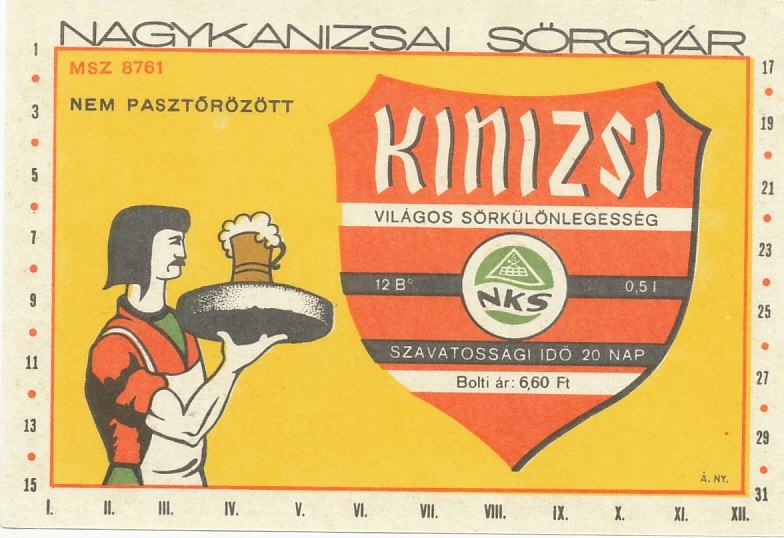 NAGYKANIZSAI SÖRGYÁR
MSZ 8761
NEM PASZTŐRÖZÖTT
KINIZSI
VILÁGOS SÖRKÜLÖNLEGESSÉG
12 B° 0,5 l
NKS
SZAVATOSSÁGI IDŐ 20 NAP
Bolti ár: 6,60 Ft
Á. NY.
1
3
5
7
9
11
13
15
17
19
21
23
25
27
29
31
I. II. III. IV. V. VI. VII. VIII. IX. X. XI. XII.